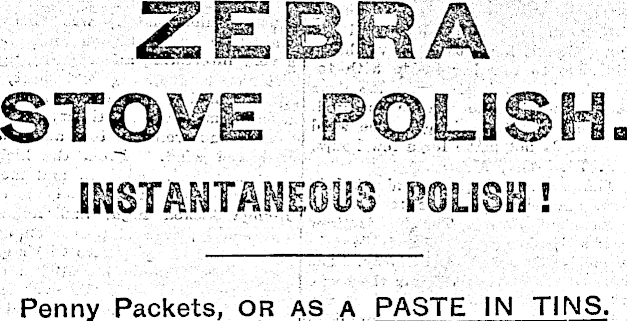 ZEBRA
STOVE POLISH.
INSTANTANEOUS POLISH!
Penny Packets, OR AS A PASTE IN TINS.